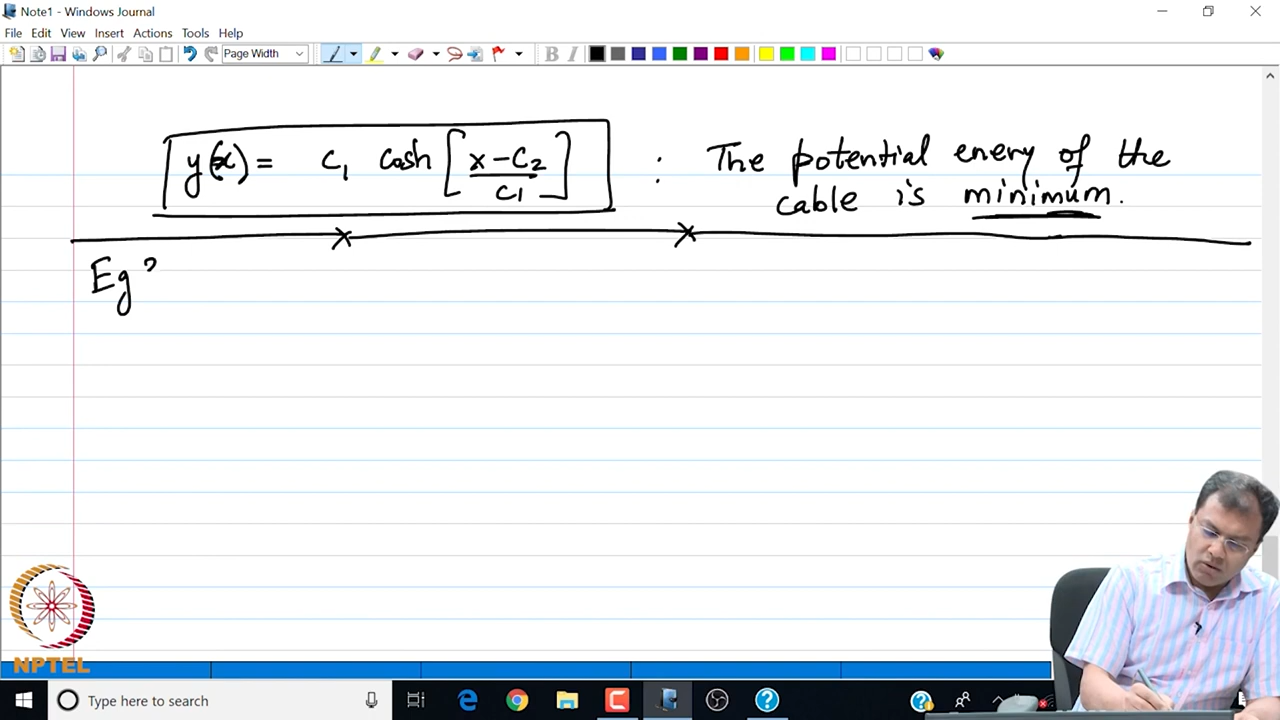 Note1 - Windows Journal
File Edit View Insert Actions Tools Help
Page Width
B I
y(x) = C1 cosh [x-C2 / C1] : The potential enery of the
cable is minimum.
Eg
NPTEL
Type here to search